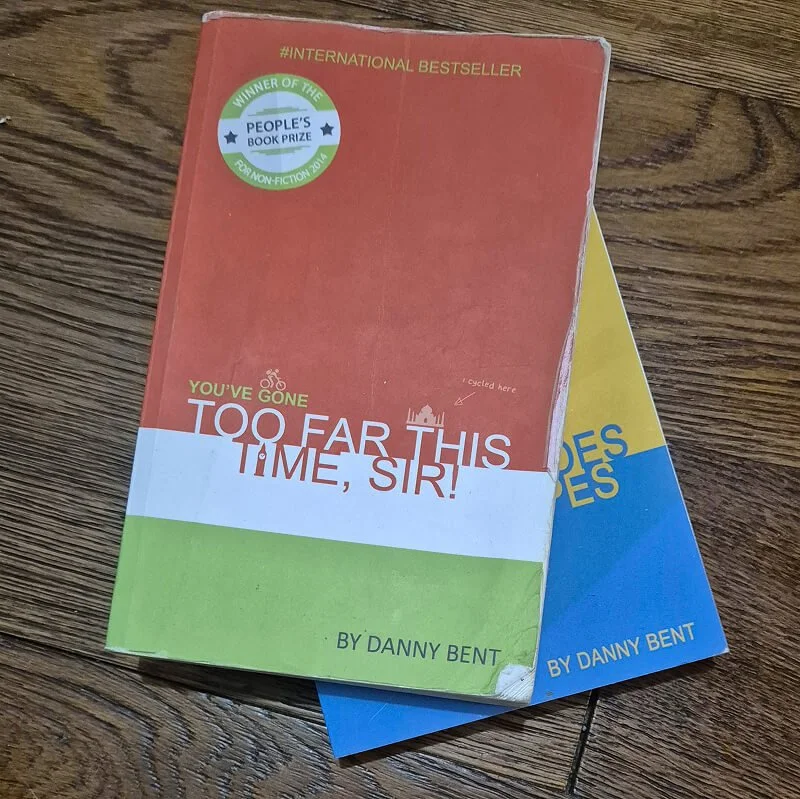 #INTERNATIONAL BESTSELLER
WINNER OF THE
PEOPLE'S
BOOK PRIZE
FOR NON-FICTION 2014
I cycled here
YOU'VE GONE
TOO FAR THIS
TIME, SIR!
BY DANNY BENT
BY DANNY BENT